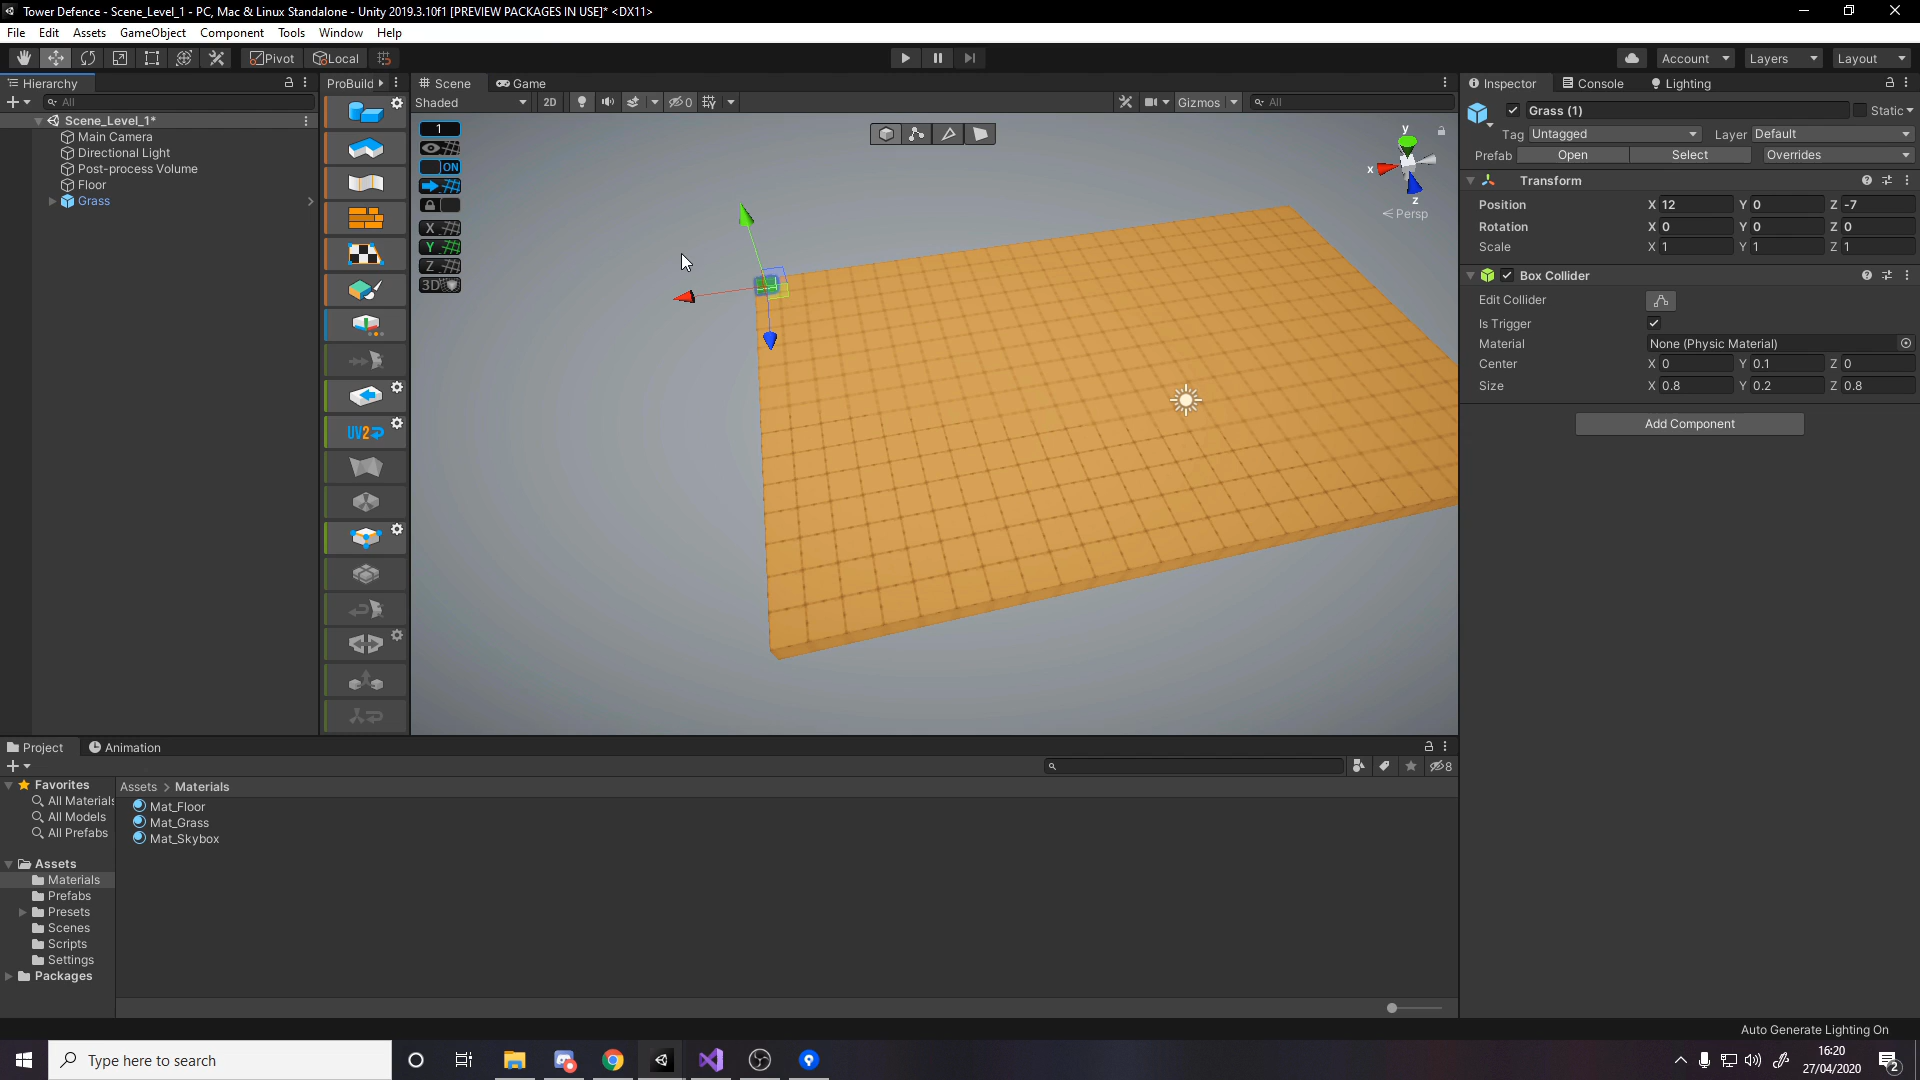 Tower Defence - Scene_Level_1 - PC, Mac & Linux Standalone - Unity 2019.3.10f1 [PREVIEW PACKAGES IN USE]* <DX11>
File Edit Assets GameObject Component Tools Window Help
Pivot Local Account Layers Layout
Hierarchy
All
Scene_Level_1*
Main Camera
Directional Light
Post-process Volume
Floor
Grass
ProBuild
UV2
Scene Game
Shaded 2D 0 Gizmos All
1
ON
X
Y
Z
3D
y
x
z
Persp
Inspector Console Lighting
Grass (1) Static
Tag Untagged Layer Default
Prefab Open Select Overrides
Transform
Position X 12 Y 0 Z -7
Rotation X 0 Y 0 Z 0
Scale X 1 Y 1 Z 1
Box Collider
Edit Collider
Is Trigger
Material None (Physic Material)
Center X 0 Y 0.1 Z 0
Size X 0.8 Y 0.2 Z 0.8
Add Component
Project Animation
8
Favorites
All Materials
All Models
All Prefabs
Assets
Materials
Prefabs
Presets
Scenes
Scripts
Settings
Packages
Assets > Materials
Mat_Floor
Mat_Grass
Mat_Skybox
Auto Generate Lighting On
Type here to search
16:20
27/04/2020
2